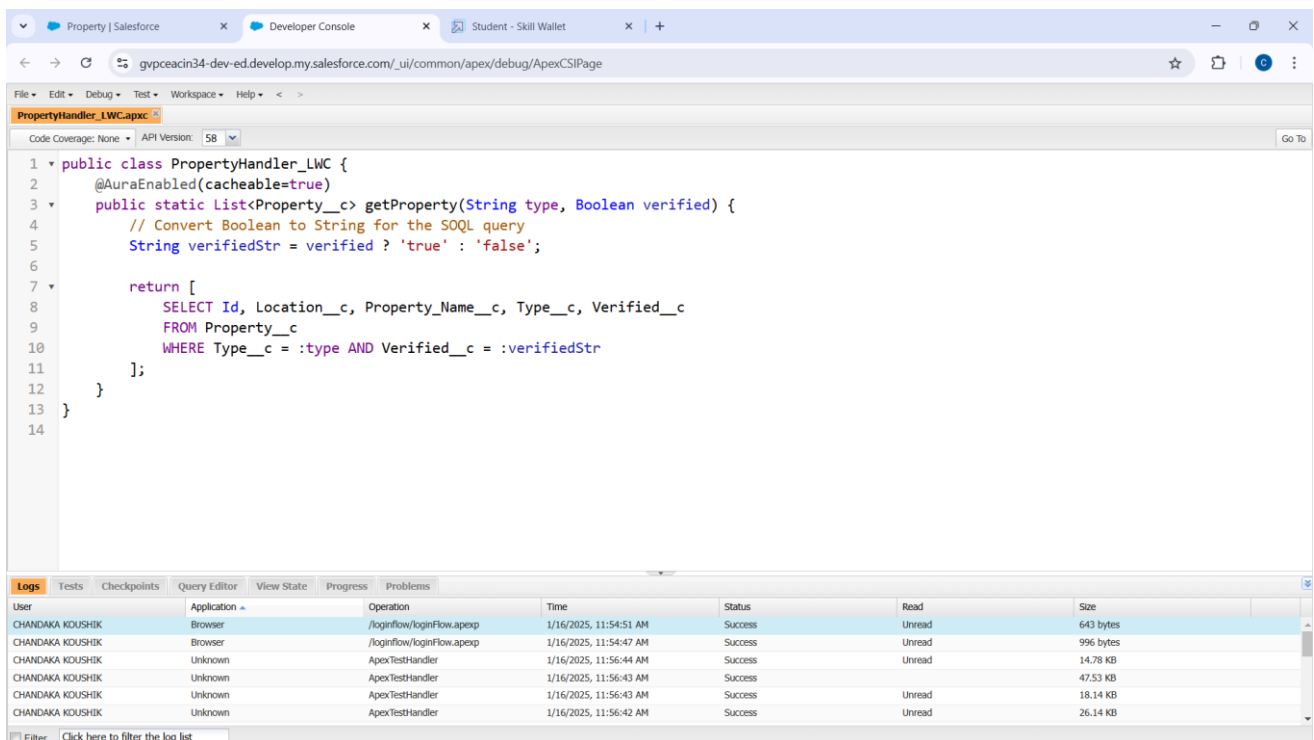 Property | Salesforce
Developer Console
Student - Skill Wallet
gvpceacin34-dev-ed.develop.my.salesforce.com/_ui/common/apex/debug/ApexCSIPage
C
File Edit Debug Test Workspace Help < >
PropertyHandler_LWC.apxc
Code Coverage: None API Version: 58 Go To
1 public class PropertyHandler_LWC {
2 @AuraEnabled(cacheable=true)
3 public static List<Property__c> getProperty(String type, Boolean verified) {
4 // Convert Boolean to String for the SOQL query
5 String verifiedStr = verified ? 'true' : 'false';
6
7 return [
8 SELECT Id, Location__c, Property_Name__c, Type__c, Verified__c
9 FROM Property__c
10 WHERE Type__c = :type AND Verified__c = :verifiedStr
11 ];
12 }
13 }
14
Logs Tests Checkpoints Query Editor View State Progress Problems
User Application Operation Time Status Read Size
CHANDAKA KOUSHIK Browser /loginflow/loginFlow.apexp 1/16/2025, 11:54:51 AM Success Unread 643 bytes
CHANDAKA KOUSHIK Browser /loginflow/loginFlow.apexp 1/16/2025, 11:54:47 AM Success Unread 996 bytes
CHANDAKA KOUSHIK Unknown ApexTestHandler 1/16/2025, 11:56:44 AM Success Unread 14.78 KB
CHANDAKA KOUSHIK Unknown ApexTestHandler 1/16/2025, 11:56:43 AM Success 47.53 KB
CHANDAKA KOUSHIK Unknown ApexTestHandler 1/16/2025, 11:56:43 AM Success Unread 18.14 KB
CHANDAKA KOUSHIK Unknown ApexTestHandler 1/16/2025, 11:56:42 AM Success Unread 26.14 KB
Filter Click here to filter the log list